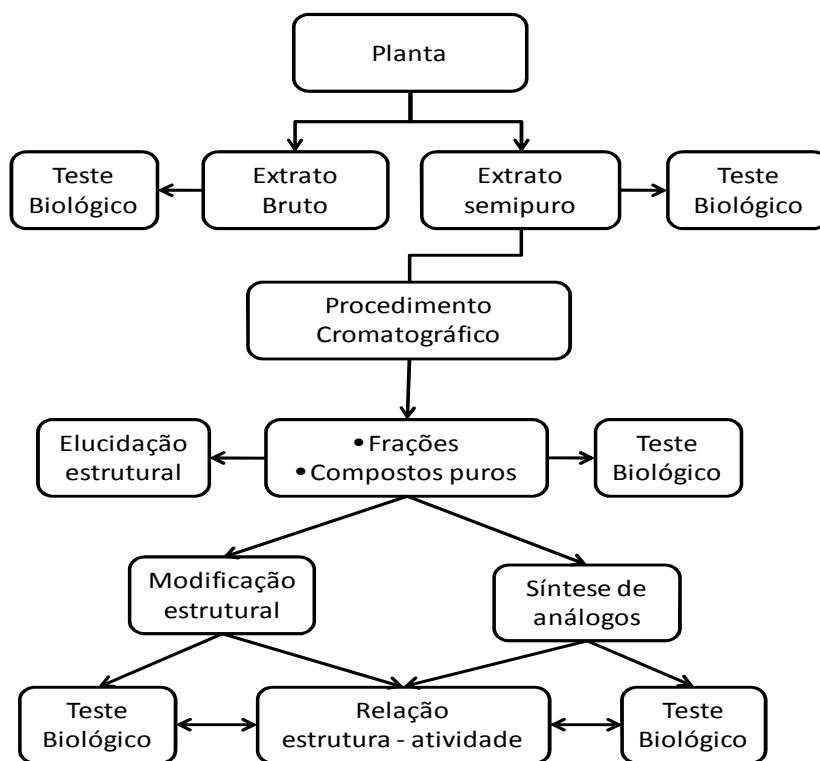 Planta
Teste
Biológico
Extrato
Bruto
Extrato
semipuro
Teste
Biológico
Procedimento
Cromatográfico
Elucidação
estrutural
•Frações
•Compostos puros
Teste
Biológico
Modificação
estrutural
Síntese de
análogos
Teste
Biológico
Relação
estrutura - atividade
Teste
Biológico